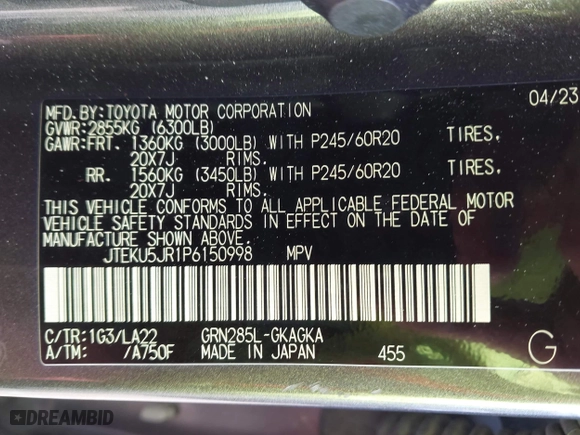 MFD.BY:TOYOTA MOTOR CORPORATION 04/23
GVWR:2855KG (6300LB)
GAWR:FRT. 1360KG (3000LB) WITH P245/60R20 TIRES.
20X7J RIMS.
RR. 1560KG (3450LB) WITH P245/60R20 TIRES.
20X7J RIMS.
THIS VEHICLE CONFORMS TO ALL APPLICABLE FEDERAL MOTOR
VEHICLE SAFETY STANDARDS IN EFFECT ON THE DATE OF
MANUFACTURE SHOWN ABOVE.
JTEKU5JR1P6150998 MPV
C/TR:1G3/LA22 GRN285L-GKAGKA
A/TM: /A750F MADE IN JAPAN 455 G
DREAMBID